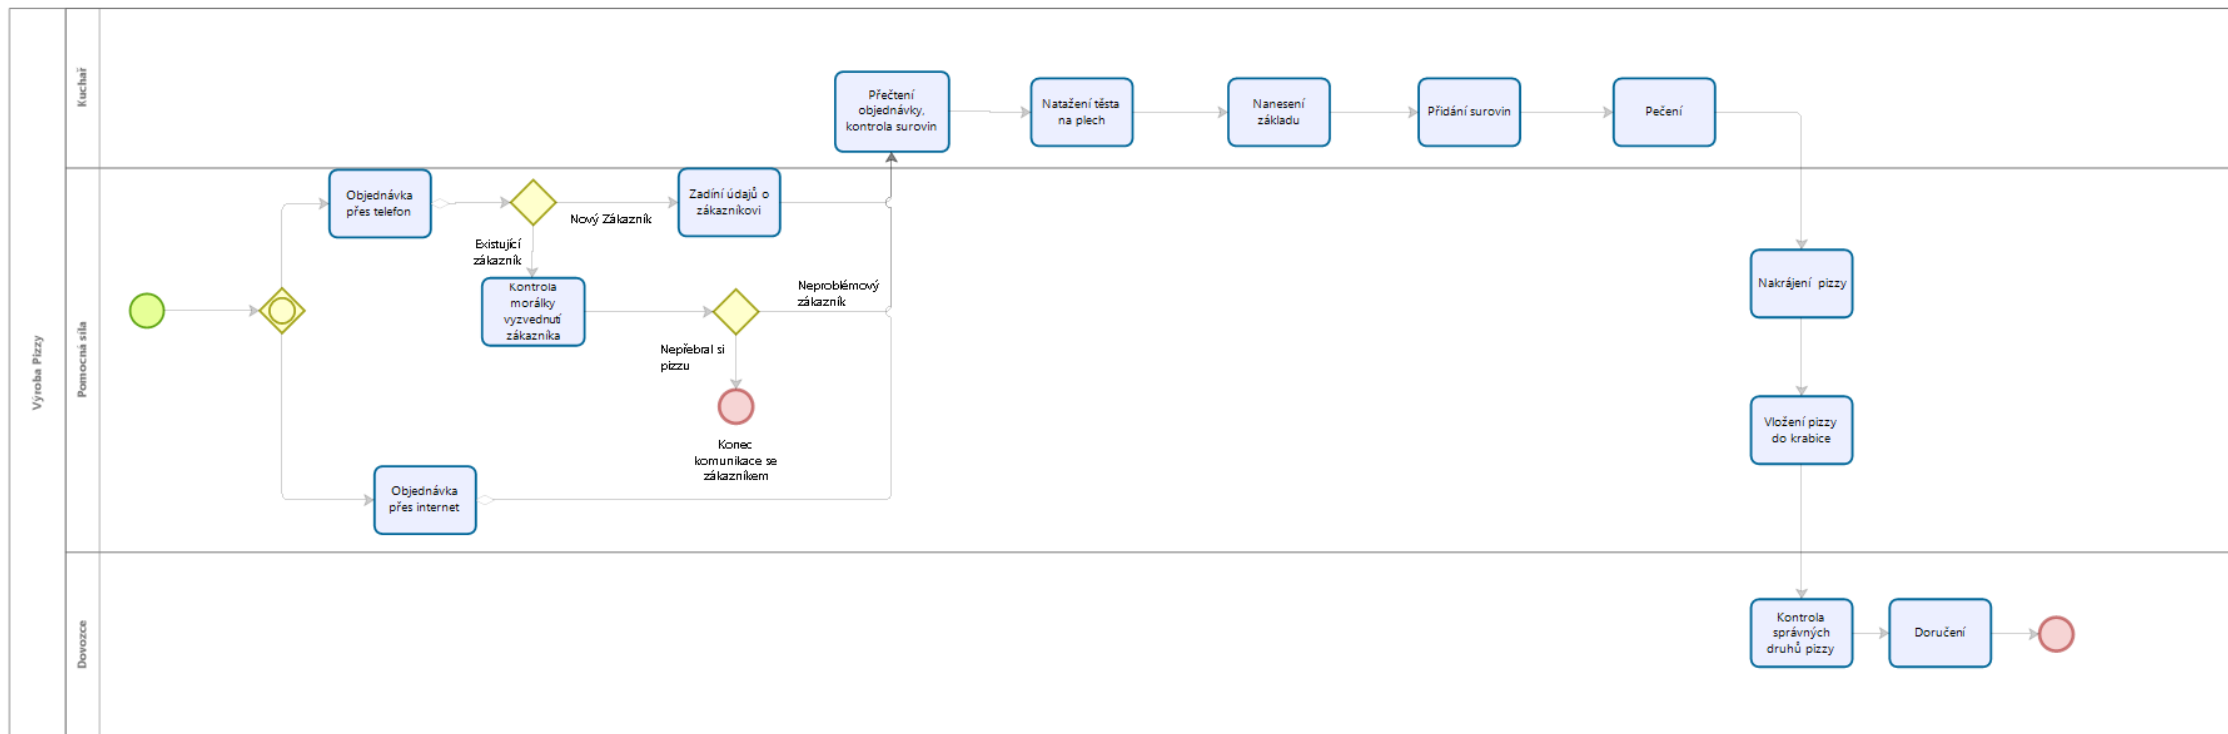 Výroba Pizzy
Kuchař
Přečtení
objednávky,
kontrola surovin
Natažení těsta
na plech
Nanesení
základu
Přidání surovin
Pečení
Pomocná síla
Objednávka
přes telefon
Nový Zákazník
Zadíní údajů o
zákazníkovi
Existující
zákazník
Kontrola
morálky
vyzvednutí
zákazníka
Neproblémový
zákazník
Nepřebral si
pizzu
Konec
komunikace se
zákazníkem
Objednávka
přes internet
Nakrájení pizzy
Vložení pizzy
do krabice
Dovozce
Kontrola
správných
druhů pizzy
Doručení